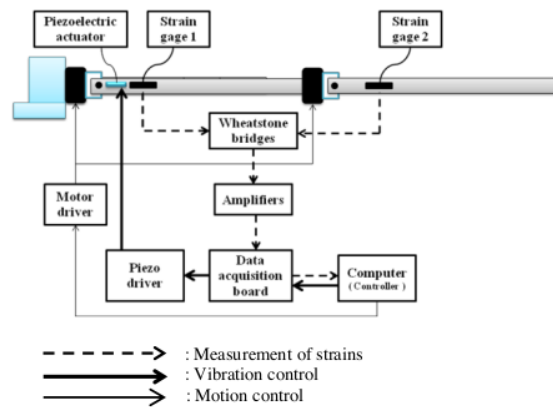 Piezoelectric
actuator
Strain
gage 1
Strain
gage 2
Wheatstone
bridges
Motor
driver
Amplifiers
Piezo
driver
Data
acquisition
board
Computer
( Controller )
: Measurement of strains
: Vibration control
: Motion control